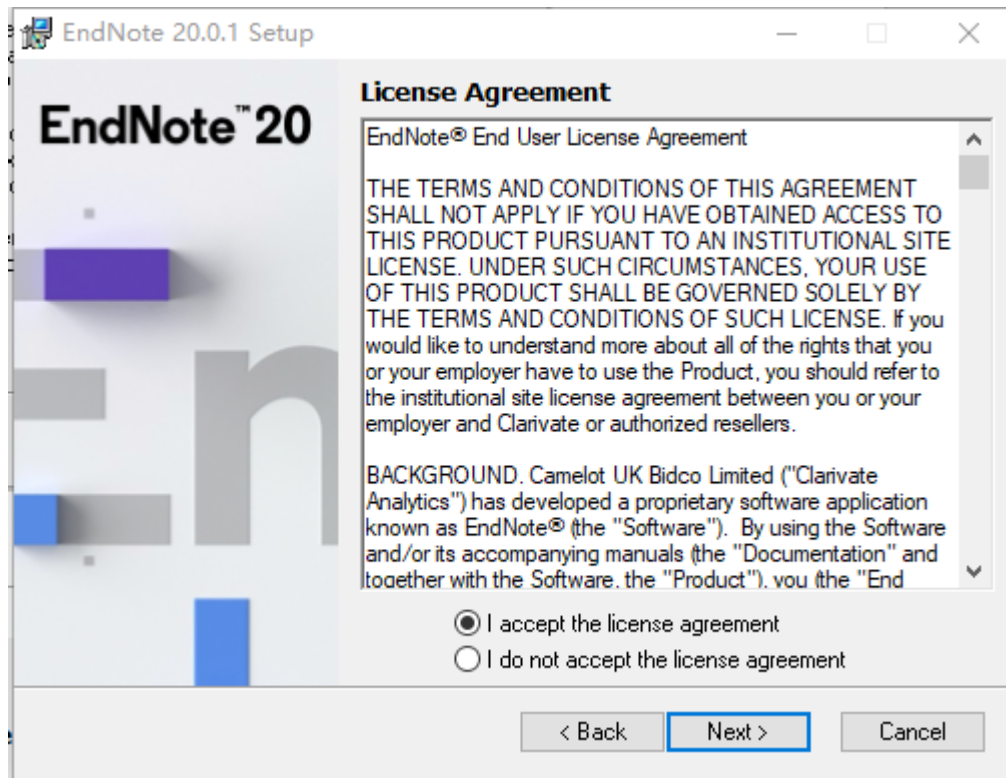 EndNote 20.0.1 Setup
EndNote™20
License Agreement
EndNote® End User License Agreement
THE TERMS AND CONDITIONS OF THIS AGREEMENT
SHALL NOT APPLY IF YOU HAVE OBTAINED ACCESS TO
THIS PRODUCT PURSUANT TO AN INSTITUTIONAL SITE
LICENSE. UNDER SUCH CIRCUMSTANCES, YOUR USE
OF THIS PRODUCT SHALL BE GOVERNED SOLELY BY
THE TERMS AND CONDITIONS OF SUCH LICENSE. If you
would like to understand more about all of the rights that you
or your employer have to use the Product, you should refer to
the institutional site license agreement between you or your
employer and Clarivate or authorized resellers.
BACKGROUND. Camelot UK Bidco Limited ("Clarivate
Analytics") has developed a proprietary software application
known as EndNote® (the "Software"). By using the Software
and/or its accompanying manuals (the "Documentation" and
together with the Software, the "Product"), you (the "End
I accept the license agreement
I do not accept the license agreement
< Back
Next >
Cancel
En